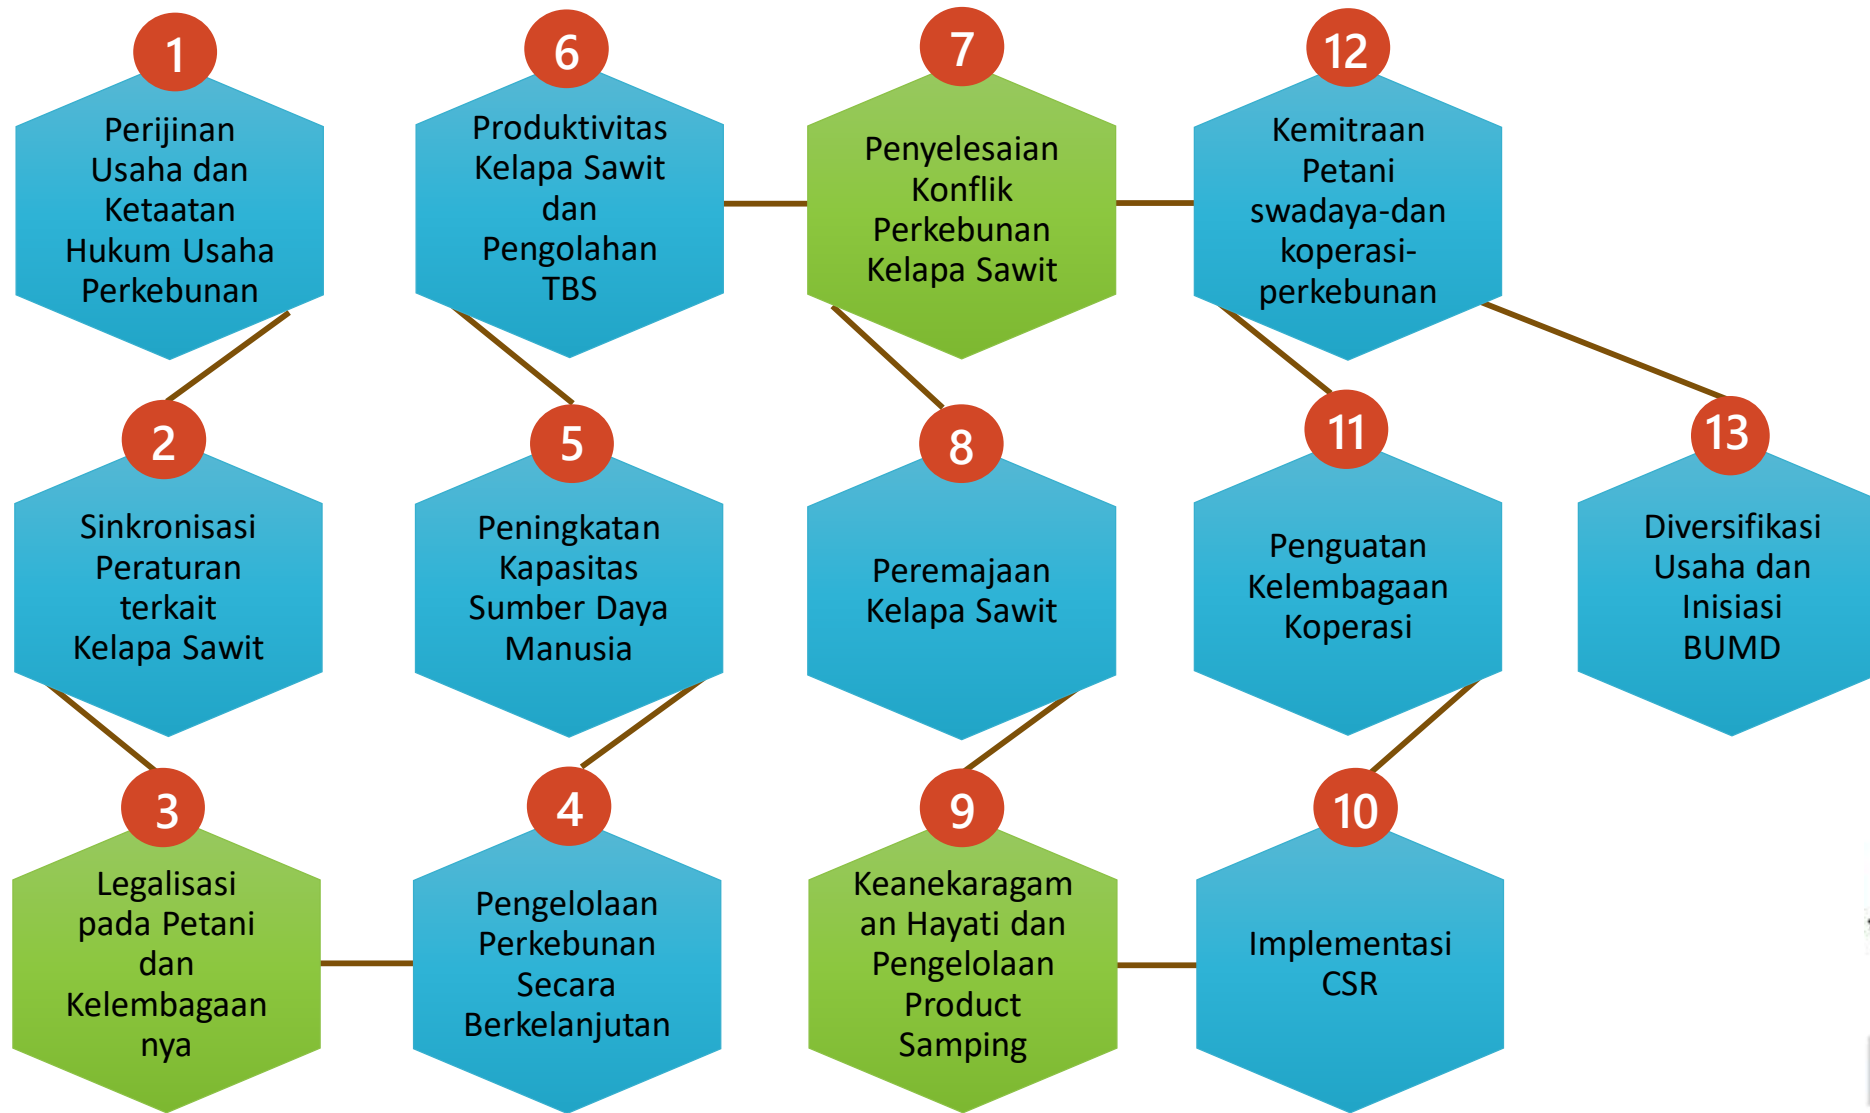 1
Perijinan
Usaha dan
Ketaatan
Hukum Usaha
Perkebunan
2
Sinkronisasi
Peraturan
terkait
Kelapa Sawit
3
Legalisasi
pada Petani
dan
Kelembagaan
nya
4
Pengelolaan
Perkebunan
Secara
Berkelanjutan
5
Peningkatan
Kapasitas
Sumber Daya
Manusia
6
Produktivitas
Kelapa Sawit
dan
Pengolahan
TBS
7
Penyelesaian
Konflik
Perkebunan
Kelapa Sawit
8
Peremajaan
Kelapa Sawit
9
Keanekaragam
an Hayati dan
Pengelolaan
Product
Samping
10
Implementasi
CSR
11
Penguatan
Kelembagaan
Koperasi
12
Kemitraan
Petani
swadaya-dan
koperasi-
perkebunan
13
Diversifikasi
Usaha dan
Inisiasi
BUMD